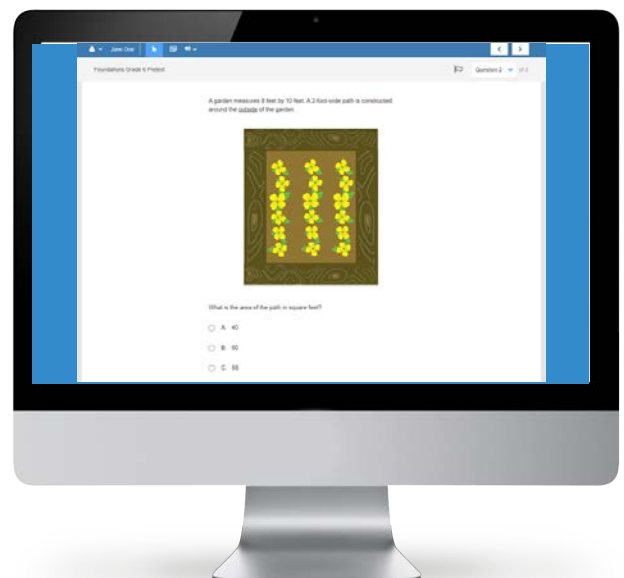 Jane Doe
Foundations Grade 6 Pretest
Question 2 of 2
A garden measures 8 feet by 10 feet. A 2-foot-wide path is constructed
around the outside of the garden.
What is the area of the path in square feet?
A. 40
B. 80
C. 88